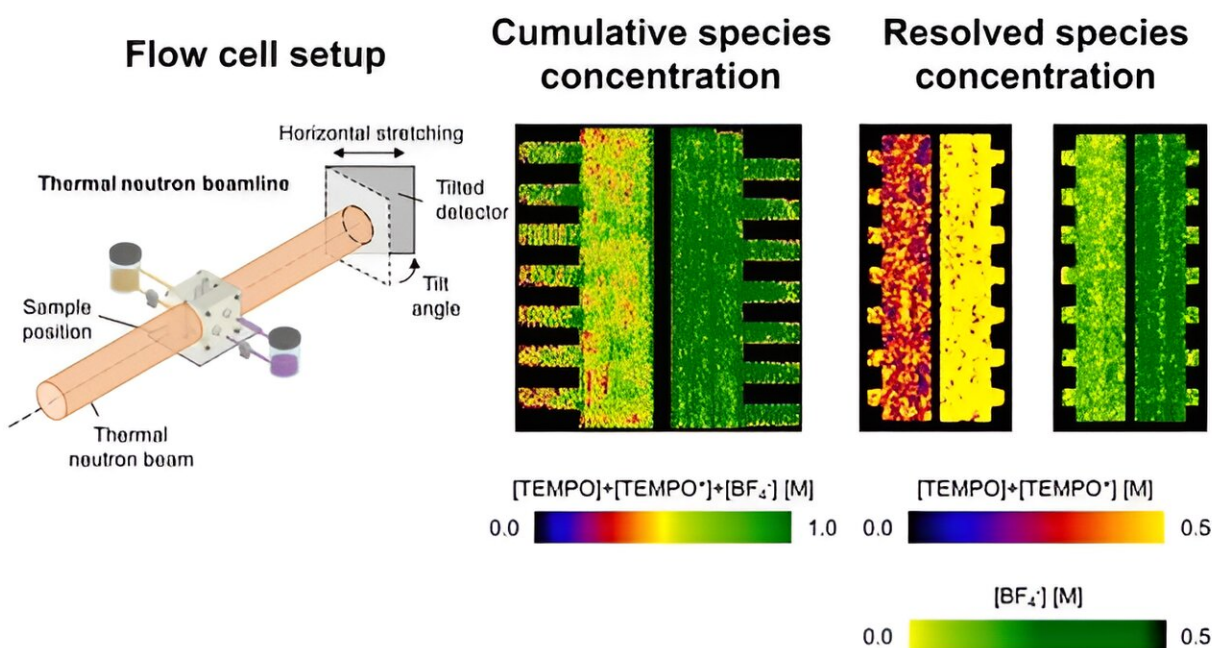 Flow cell setup
Cumulative species
concentration
Resolved species
concentration
Horizontal stretching
Thermal neutron beamline
Tilted
detector
Tilt
angle
Sample
position
Thermal
neutron beam
[TEMPO]+[TEMPO•]+[BF₄⁻] [M]
0.0
1.0
[TEMPO]+[TEMPO•] [M]
0.0
0.5
[BF₄⁻] [M]
0.0
0.5